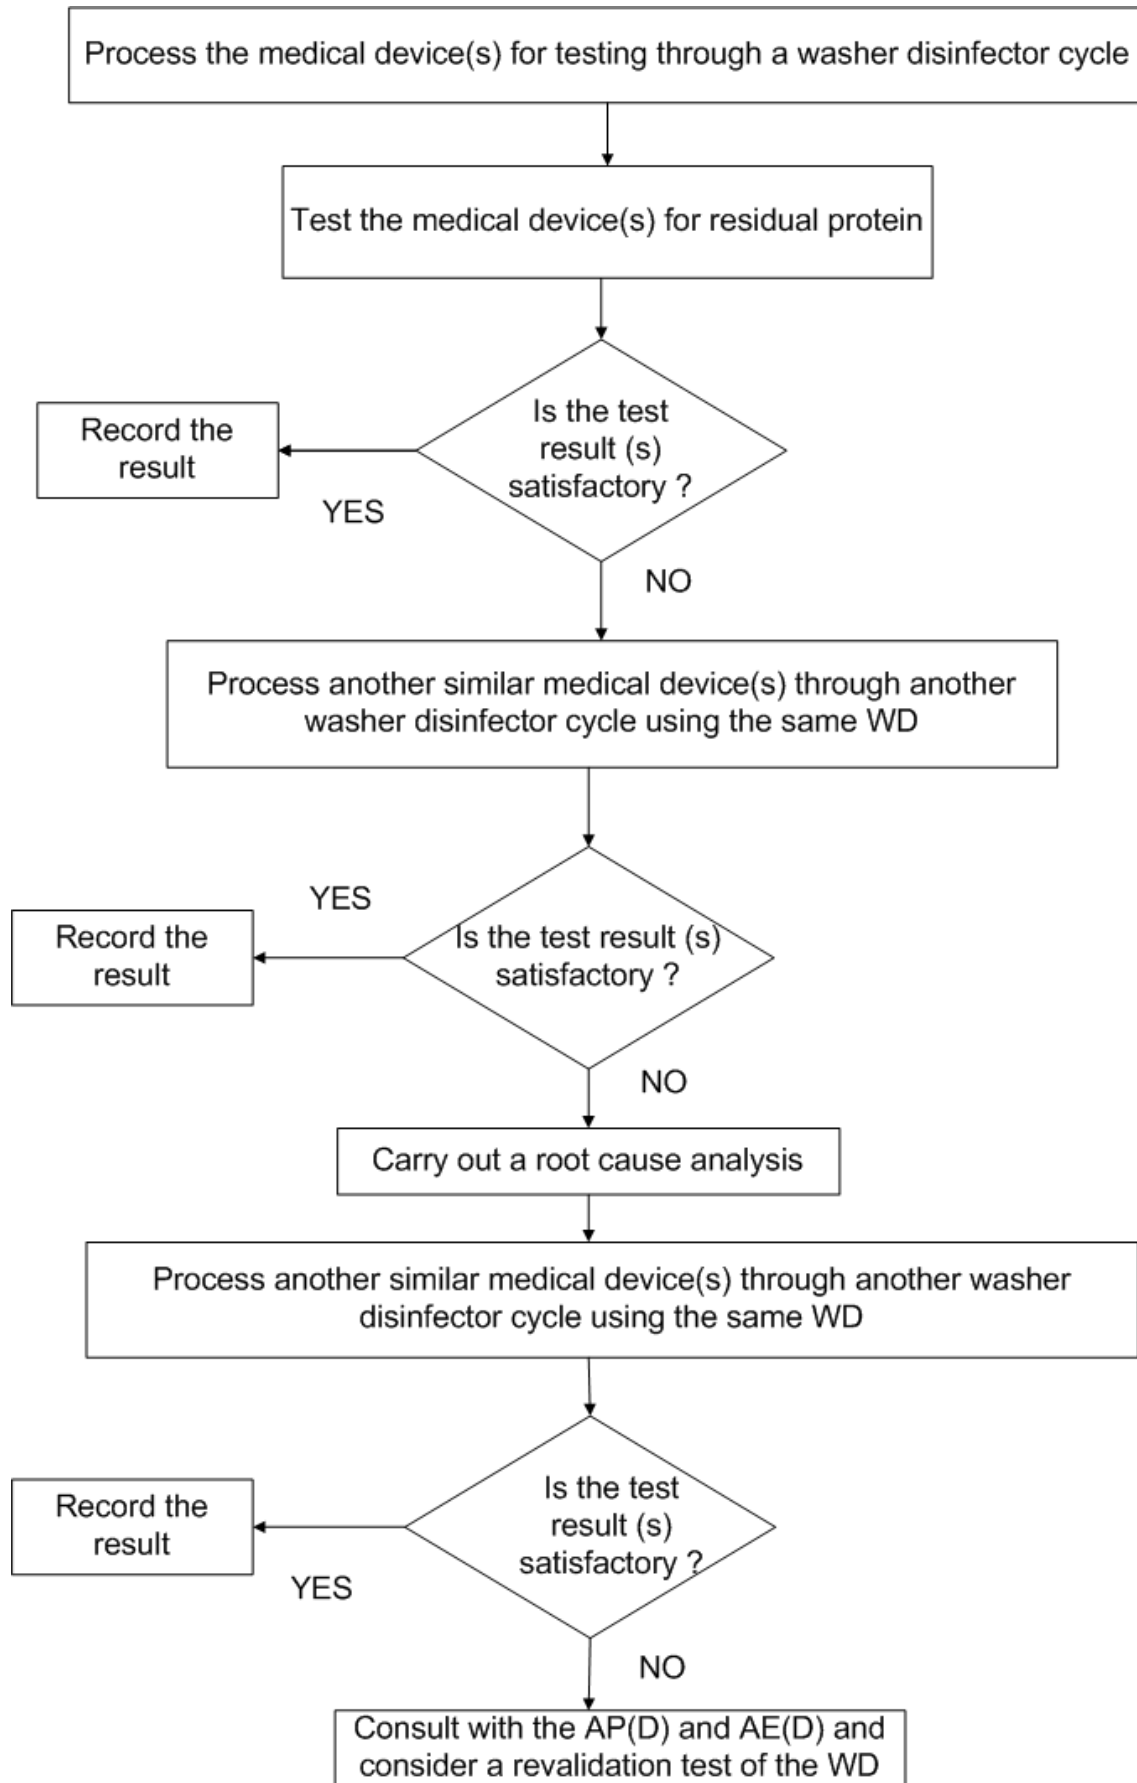 Process the medical device(s) for testing through a washer disinfector cycle
Test the medical device(s) for residual protein
Is the test
result (s)
satisfactory ?
Record the
result
YES
NO
Process another similar medical device(s) through another
washer disinfector cycle using the same WD
YES
Is the test result (s)
satisfactory ?
Record the
result
NO
Carry out a root cause analysis
Process another similar medical device(s) through another washer
disinfector cycle using the same WD
Is the test
result (s)
satisfactory ?
Record the
result
YES
NO
Consult with the AP(D) and AE(D) and
consider a revalidation test of the WD